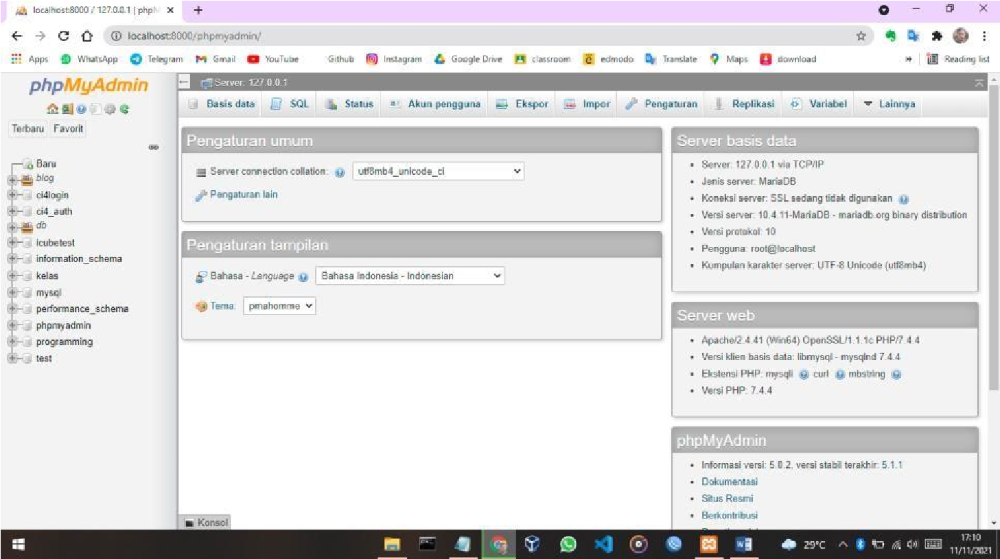 localhost:8000 / 127.0.0.1 | phpM
localhost:8000/phpmyadmin/
Apps WhatsApp Telegram Gmail YouTube Github Instagram Google Drive classroom edmodo Translate Maps download » Reading list
phpMyAdmin
Terbaru Favorit
Baru
blog
ci4login
ci4_auth
db
icubetest
information_schema
kelas
mysql
performance_schema
phpmyadmin
programming
test
Server: 127.0.0.1
Basis data SQL Status Akun pengguna Ekspor Impor Pengaturan Replikasi Variabel Lainnya
Pengaturan umum
Server connection collation: utf8mb4_unicode_ci
Pengaturan lain
Pengaturan tampilan
Bahasa - Language Bahasa Indonesia - Indonesian
Tema: pmahomme
Server basis data
• Server: 127.0.0.1 via TCP/IP
• Jenis server: MariaDB
• Koneksi server: SSL sedang tidak digunakan
• Versi server: 10.4.11-MariaDB - mariadb.org binary distribution
• Versi protokol: 10
• Pengguna: root@localhost
• Kumpulan karakter server: UTF-8 Unicode (utf8mb4)
Server web
• Apache/2.4.41 (Win64) OpenSSL/1.1.1c PHP/7.4.4
• Versi klien basis data: libmysql - mysqlnd 7.4.4
• Ekstensi PHP: mysqli curl mbstring
• Versi PHP: 7.4.4
phpMyAdmin
• Informasi versi: 5.0.2, versi stabil terakhir: 5.1.1
• Dokumentasi
• Situs Resmi
• Berkontribusi
Konsol
29°C
17:10
11/11/2021